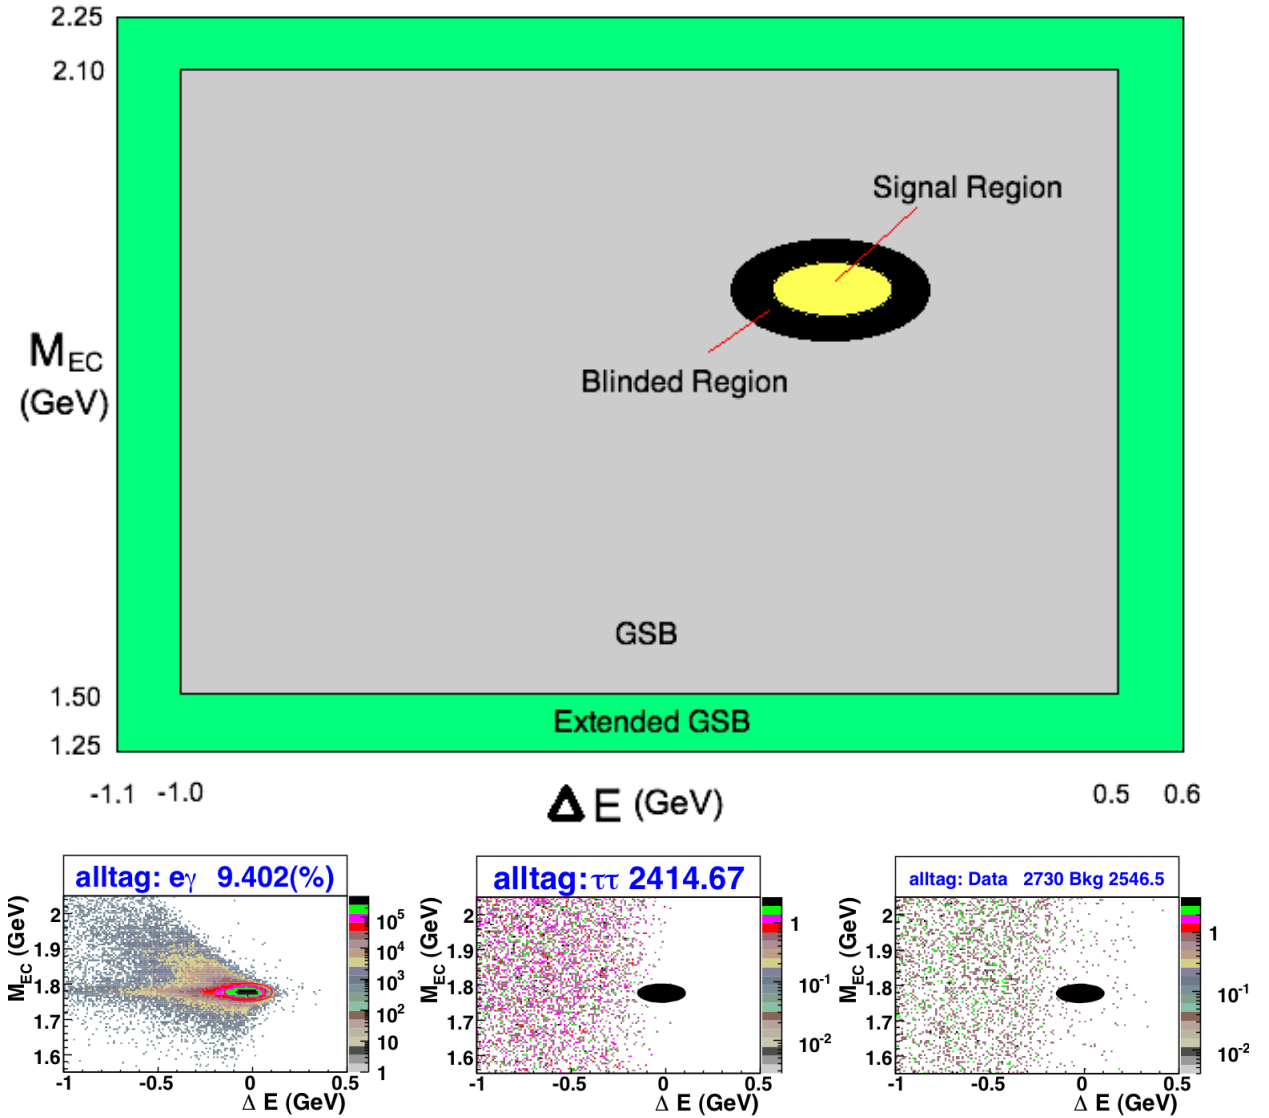 2.25
2.10
Signal Region
M_EC
(GeV)
Blinded Region
GSB
1.50
Extended GSB
1.25
-1.1 -1.0 Δ E (GeV) 0.5 0.6
alltag: eγ 9.402(%)
M_EC (GeV)
2
1.9
1.8
1.7
1.6
-1 -0.5 0 0.5
Δ E (GeV)
10^5
10^4
10^3
10^2
10
1
alltag: ττ 2414.67
M_EC (GeV)
2
1.9
1.8
1.7
1.6
-1 -0.5 0 0.5
Δ E (GeV)
1
10^-1
10^-2
alltag: Data 2730 Bkg 2546.5
M_EC (GeV)
2
1.9
1.8
1.7
1.6
-1 -0.5 0 0.5
Δ E (GeV)
1
10^-1
10^-2